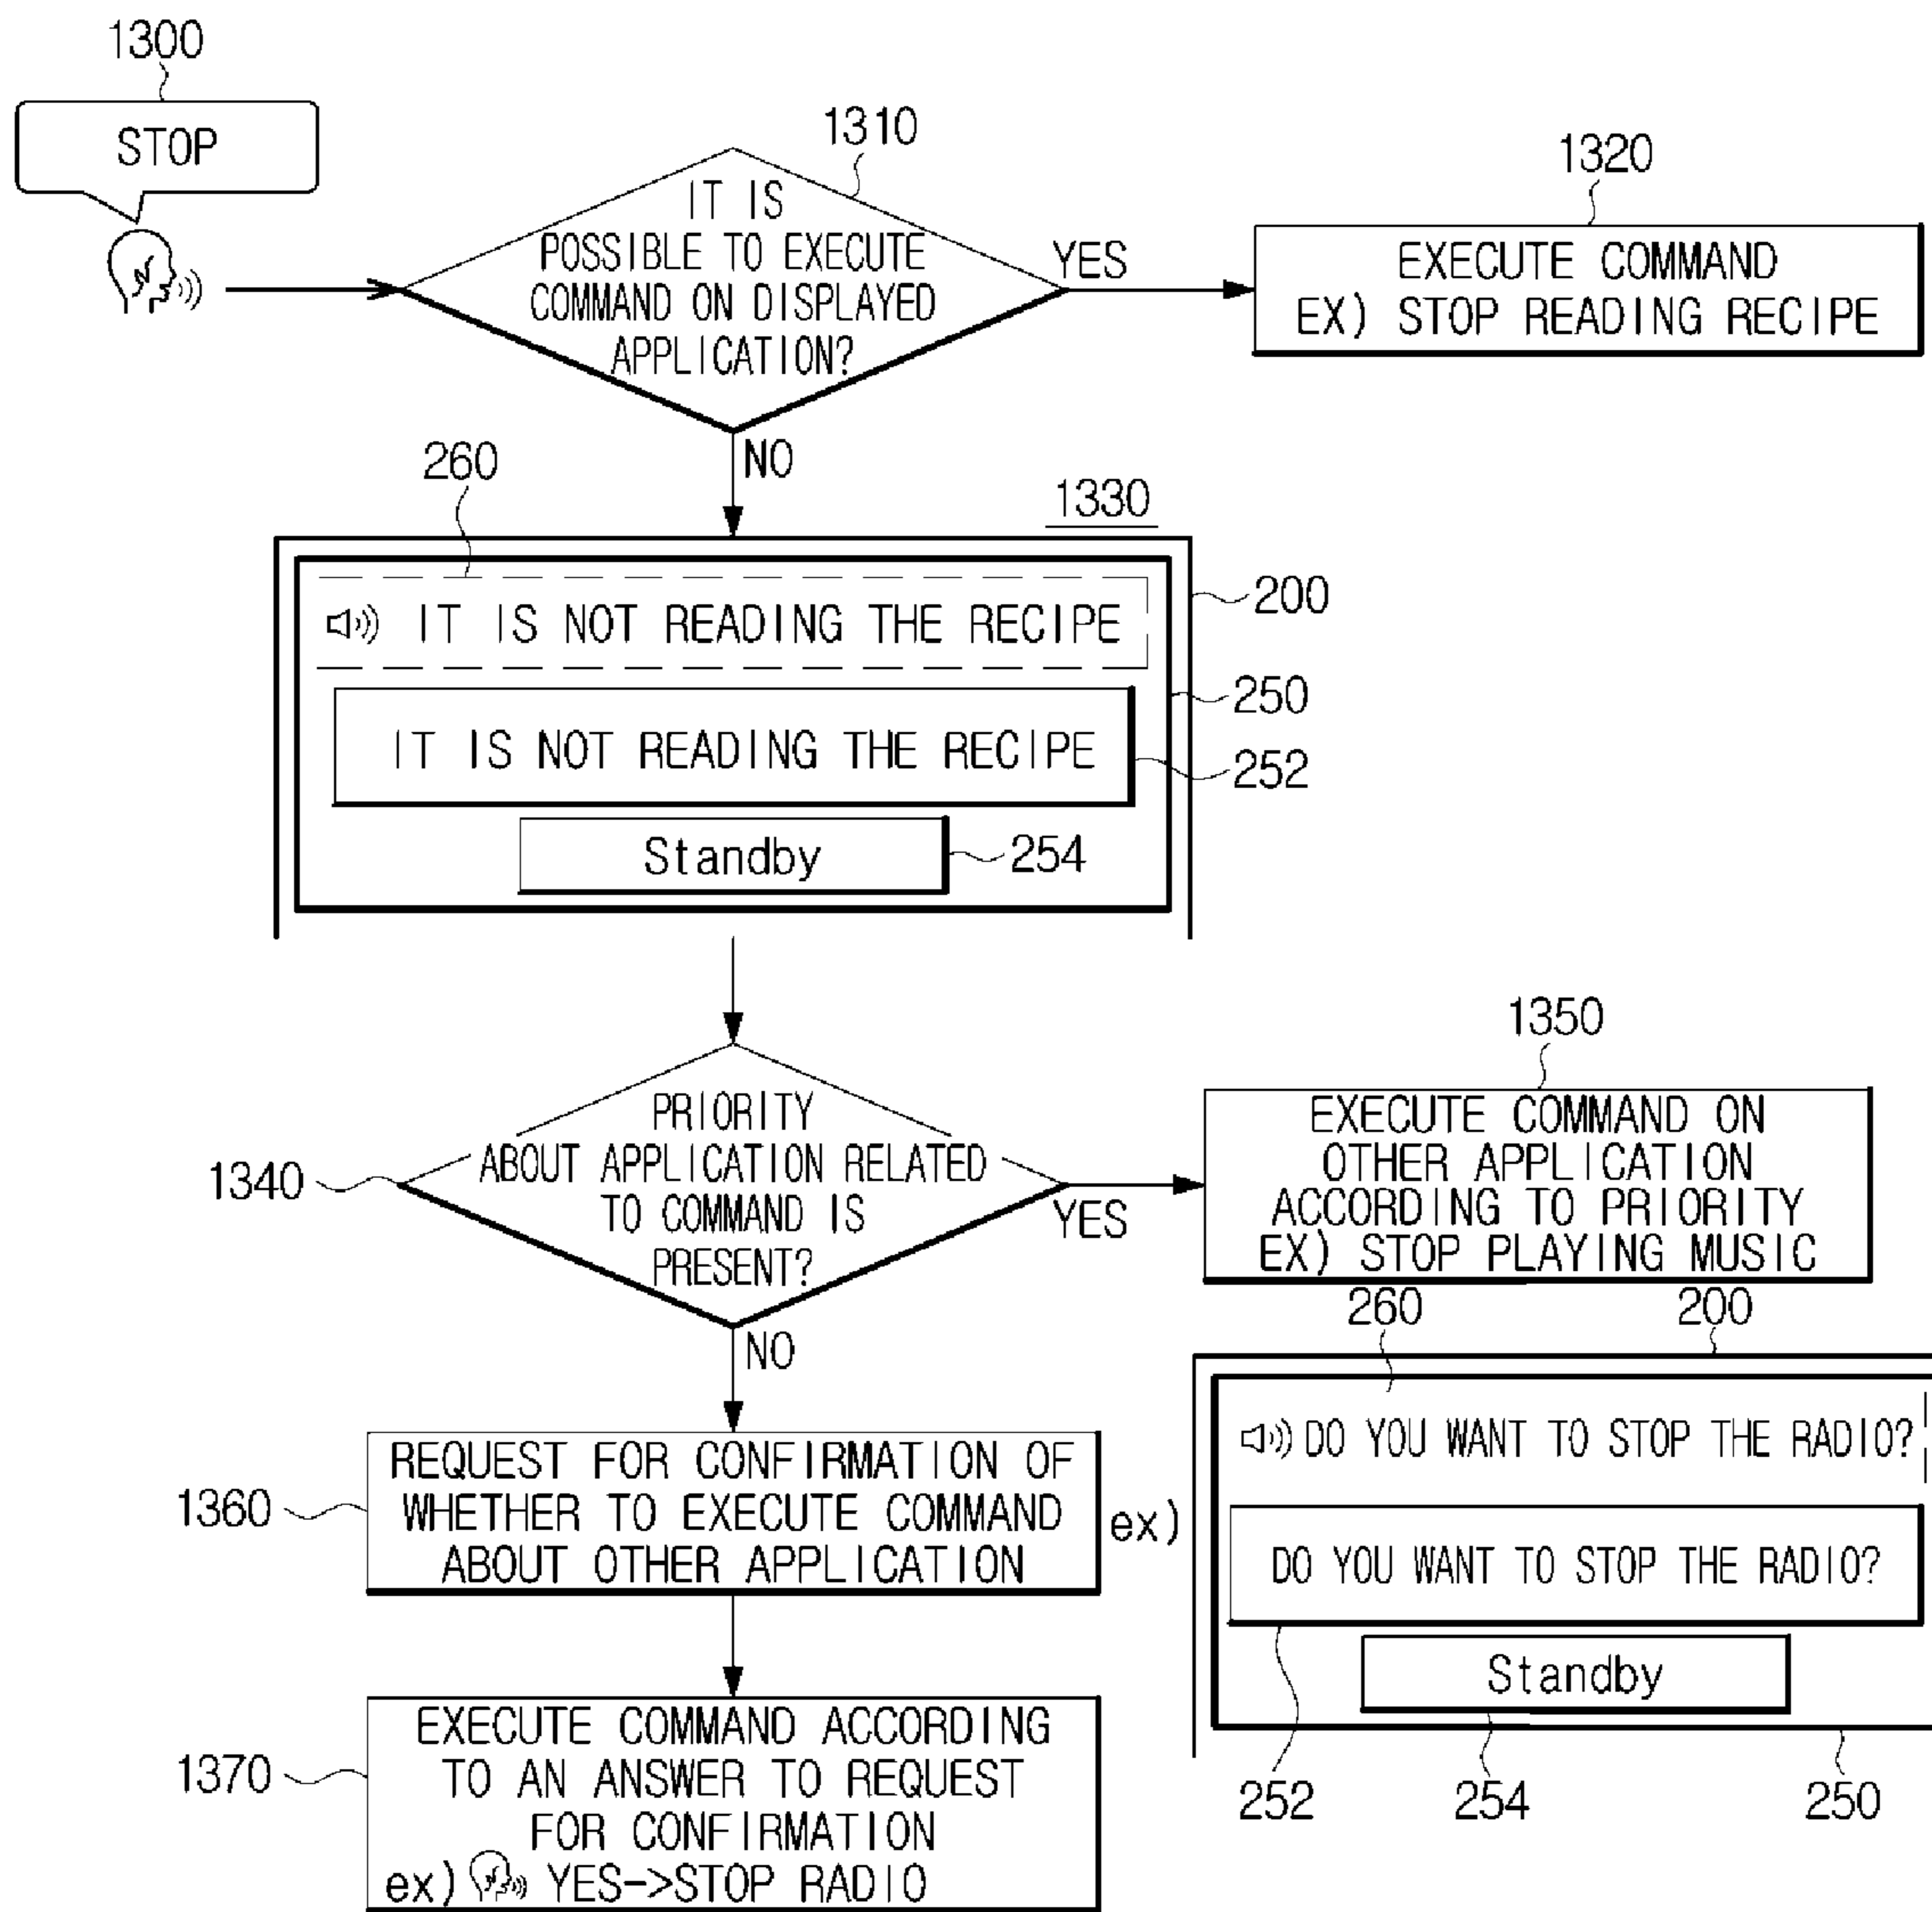 1300
STOP
1310
IT IS
POSSIBLE TO EXECUTE
COMMAND ON DISPLAYED
APPLICATION?
YES
1320
EXECUTE COMMAND
EX) STOP READING RECIPE
NO
260
1330
IT IS NOT READING THE RECIPE
200
250
IT IS NOT READING THE RECIPE
252
Standby
254
1340
PRIORITY
ABOUT APPLICATION RELATED
TO COMMAND IS
PRESENT?
YES
1350
EXECUTE COMMAND ON
OTHER APPLICATION
ACCORDING TO PRIORITY
EX) STOP PLAYING MUSIC
NO
1360
REQUEST FOR CONFIRMATION OF
WHETHER TO EXECUTE COMMAND
ABOUT OTHER APPLICATION
ex)
260
200
DO YOU WANT TO STOP THE RADIO?
DO YOU WANT TO STOP THE RADIO?
Standby
252
254
250
1370
EXECUTE COMMAND ACCORDING
TO AN ANSWER TO REQUEST
FOR CONFIRMATION
ex) YES->STOP RADIO